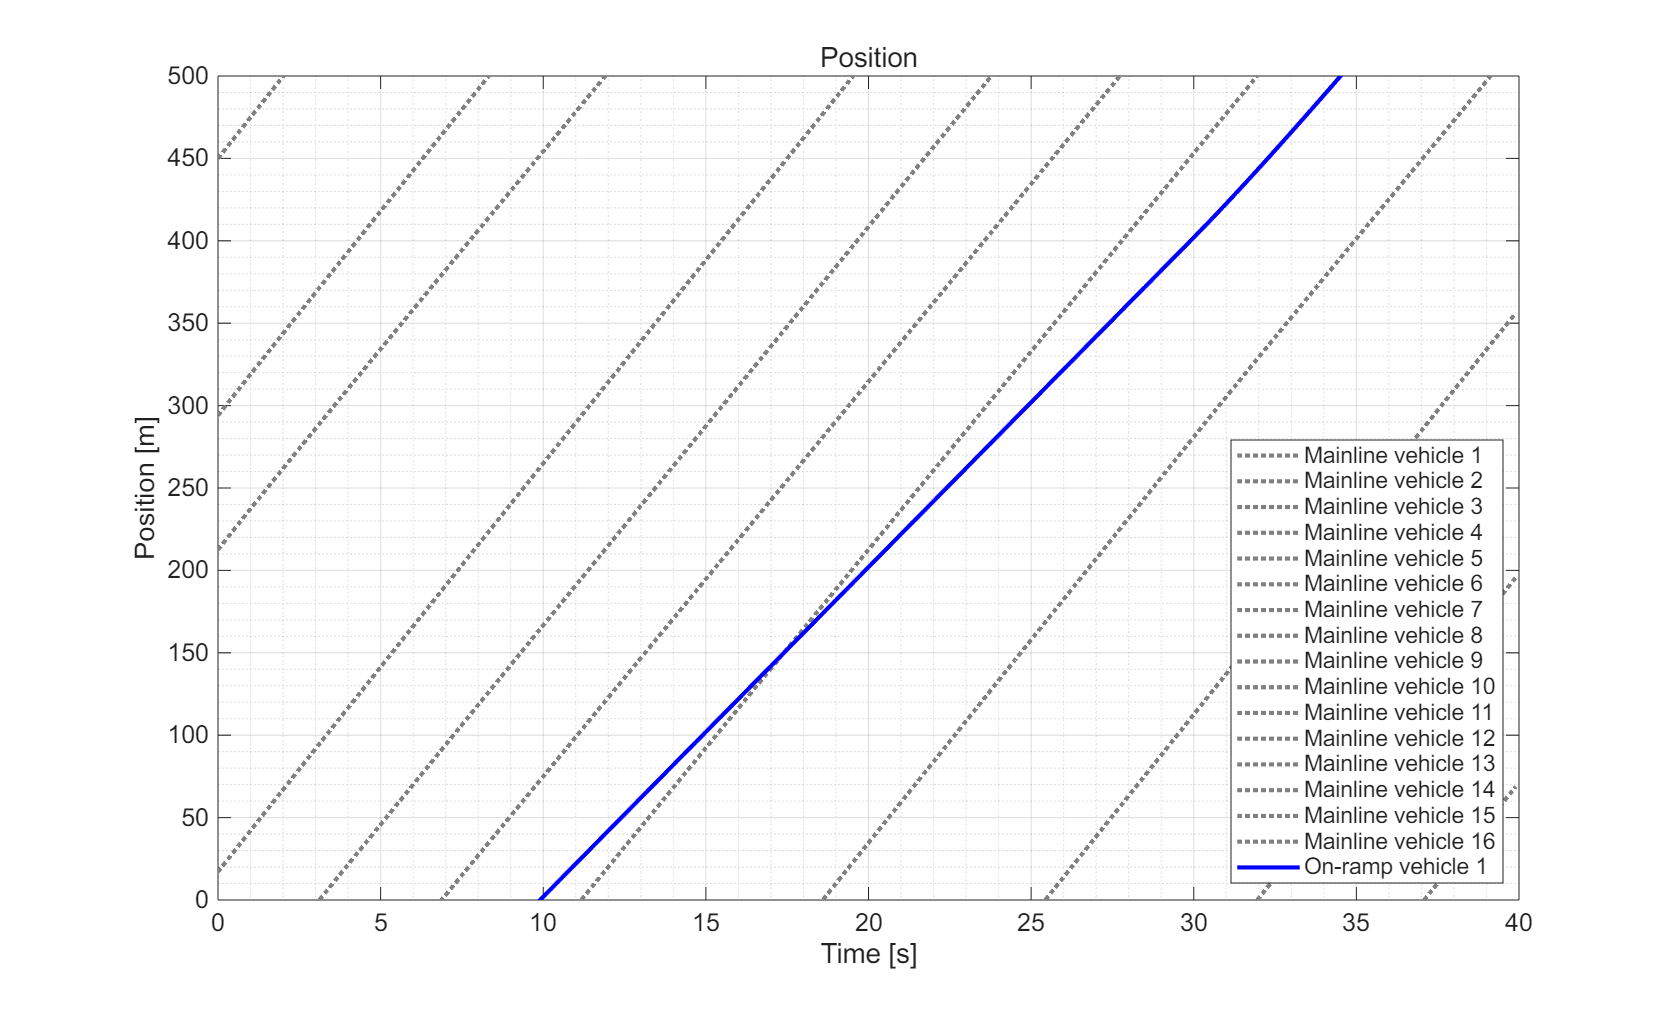 Position
500
450
400
350
300
250
200
150
100
50
0
Position [m]
0 5 10 15 20 25 30 35 40
Time [s]
Mainline vehicle 1
Mainline vehicle 2
Mainline vehicle 3
Mainline vehicle 4
Mainline vehicle 5
Mainline vehicle 6
Mainline vehicle 7
Mainline vehicle 8
Mainline vehicle 9
Mainline vehicle 10
Mainline vehicle 11
Mainline vehicle 12
Mainline vehicle 13
Mainline vehicle 14
Mainline vehicle 15
Mainline vehicle 16
On-ramp vehicle 1